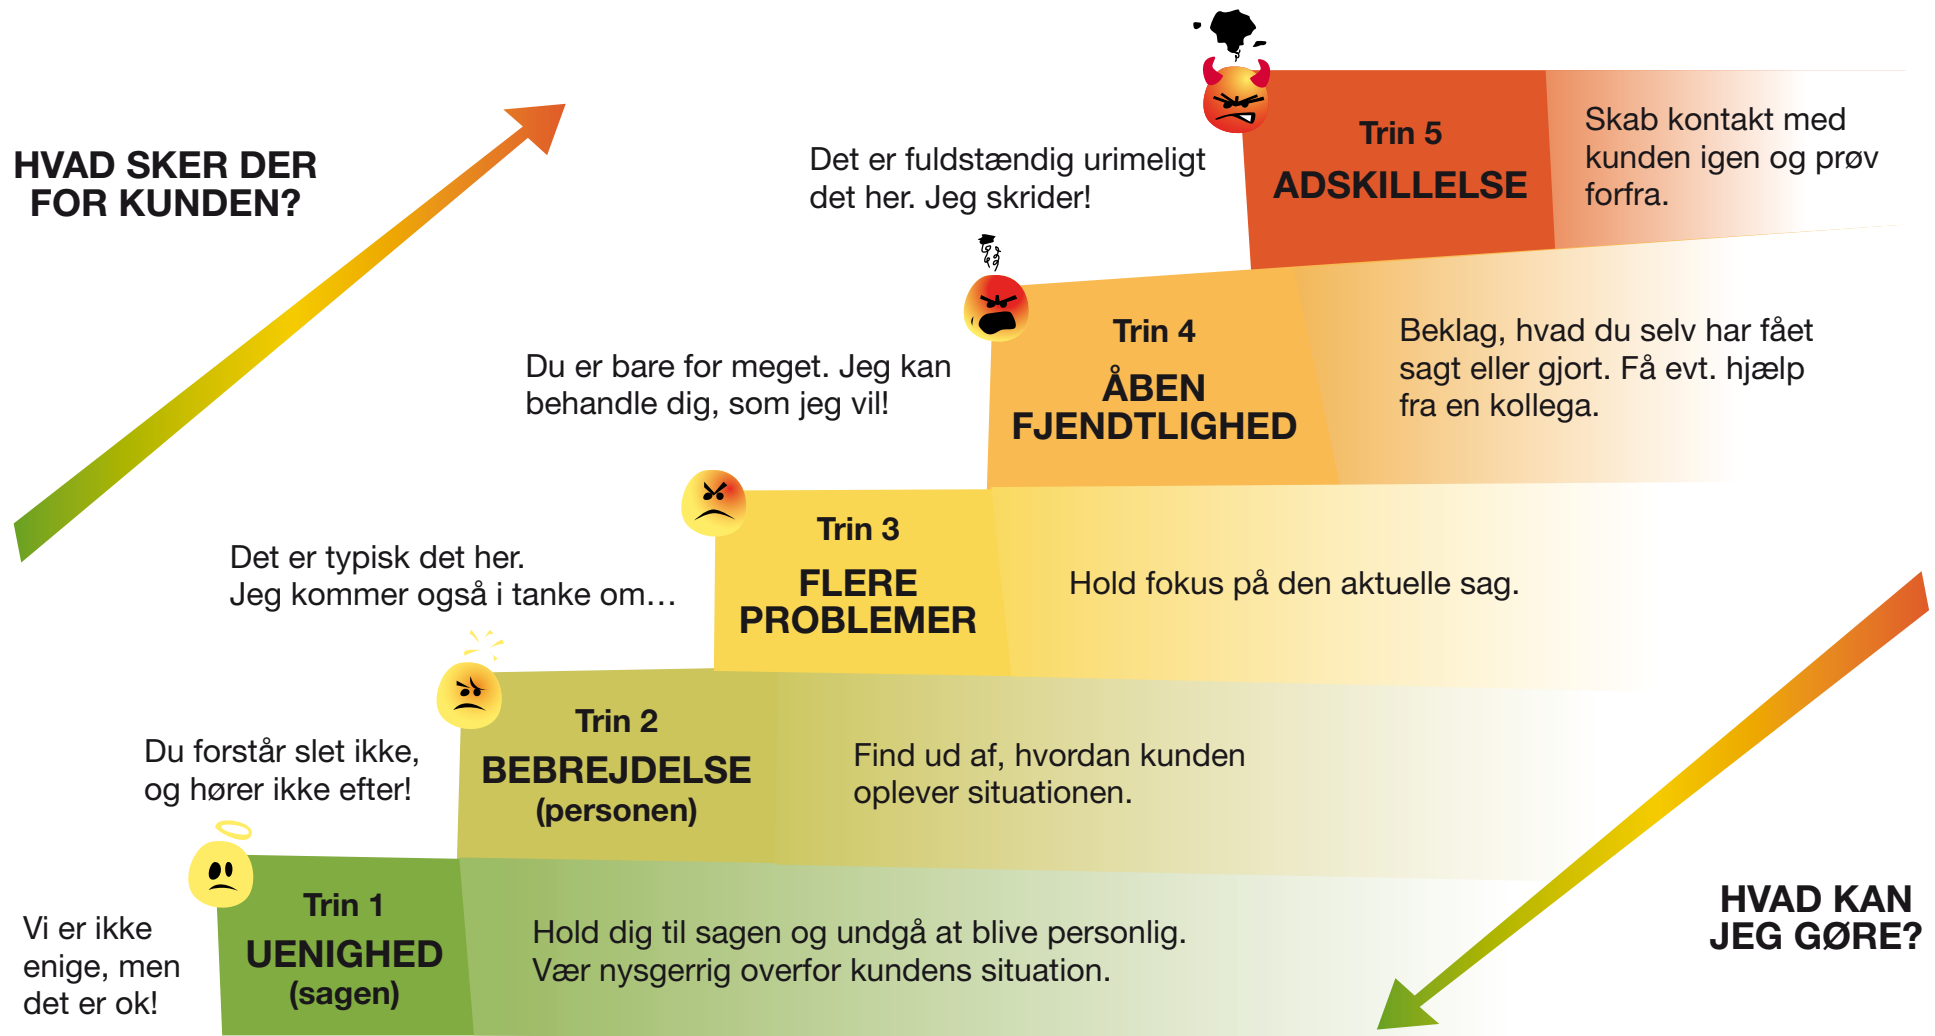 HVAD SKER DER
FOR KUNDEN?
Trin 5
ADSKILLELSE
Skab kontakt med
kunden igen og prøv
forfra.
Det er fuldstændig urimeligt
det her. Jeg skrider!
Trin 4
ÅBEN
FJENDTLIGHED
Beklag, hvad du selv har fået
sagt eller gjort. Få evt. hjælp
fra en kollega.
Du er bare for meget. Jeg kan
behandle dig, som jeg vil!
Trin 3
FLERE
PROBLEMER
Hold fokus på den aktuelle sag.
Det er typisk det her.
Jeg kommer også i tanke om…
Trin 2
BEBREJDELSE
(personen)
Find ud af, hvordan kunden
oplever situationen.
Du forstår slet ikke,
og hører ikke efter!
Trin 1
UENIGHED
(sagen)
Hold dig til sagen og undgå at blive personlig.
Vær nysgerrig overfor kundens situation.
Vi er ikke
enige, men
det er ok!
HVAD KAN
JEG GØRE?